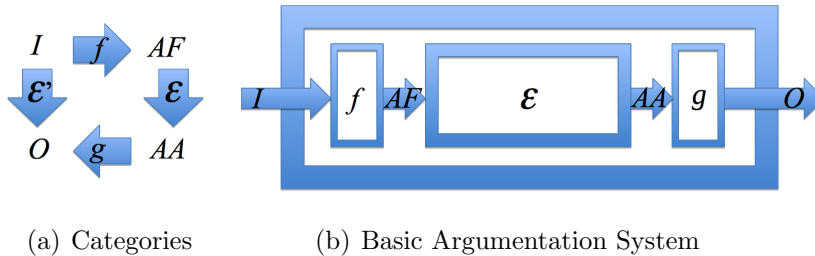 I f AF
ε’ ε
O g AA
I f AF ε AA g O
(a) Categories
(b) Basic Argumentation System